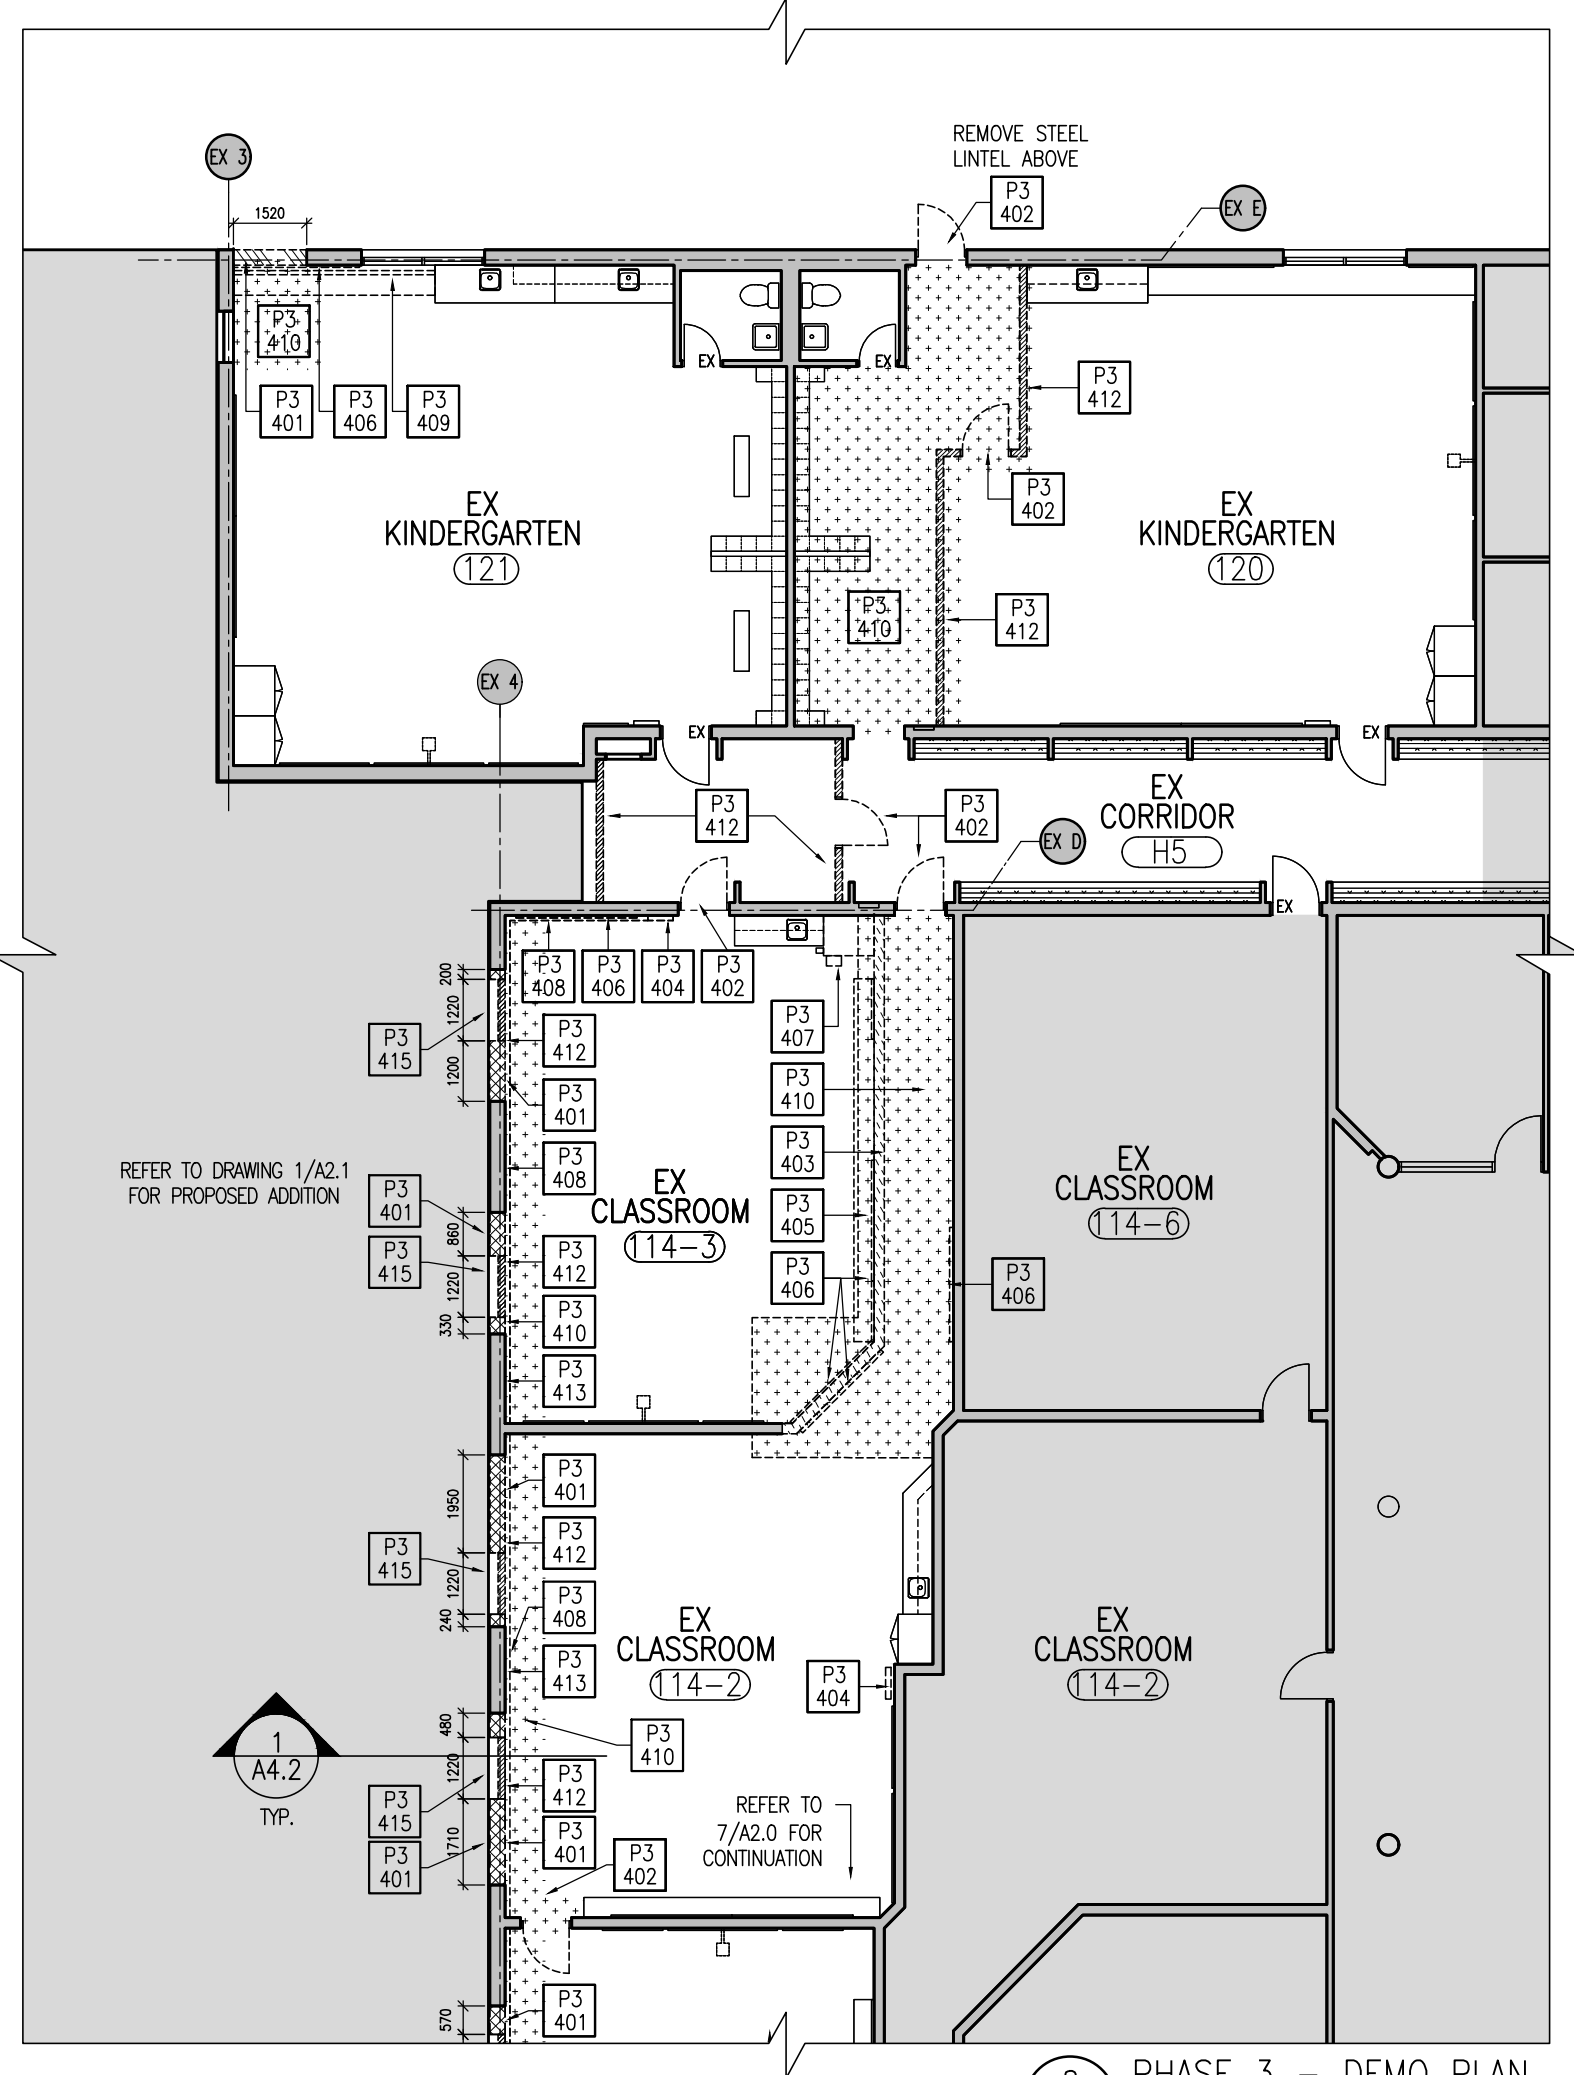 REMOVE STEEL
LINTEL ABOVE
P3
402
EX 3
EX E
1520
P3
410
P3
401
P3
406
P3
409
EX
EX
P3
412
P3
402
EX
KINDERGARTEN
121
EX
KINDERGARTEN
120
P3
410
P3
412
EX 4
EX
EX
P3
412
P3
402
EX
CORRIDOR
H5
EX D
EX
P3
408
P3
406
P3
404
P3
402
200
1220
1200
P3
415
P3
412
P3
407
P3
401
P3
410
P3
408
P3
403
REFER TO DRAWING 1/A2.1
FOR PROPOSED ADDITION
EX
CLASSROOM
114-3
EX
CLASSROOM
114-6
P3
401
860
P3
405
P3
415
1220
P3
412
P3
406
P3
406
330
P3
410
P3
413
1950
P3
401
P3
412
P3
415
1220
240
P3
408
EX
CLASSROOM
114-2
EX
CLASSROOM
114-2
P3
413
P3
404
480
1
A4.2
TYP.
P3
410
1220
P3
412
P3
415
REFER TO
7/A2.0 FOR
CONTINUATION
P3
401
1710
P3
401
P3
402
570
P3
401
PHASE 3 - DEMO PLAN